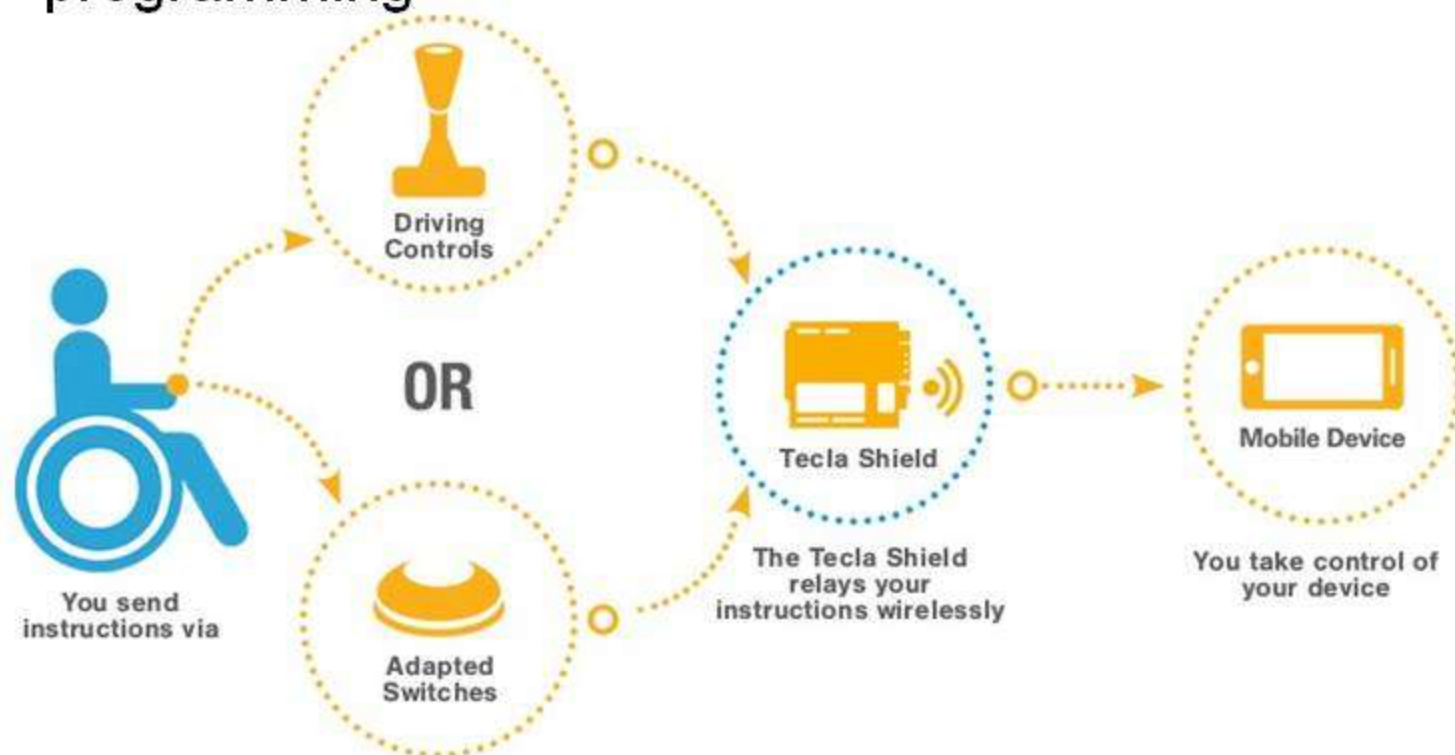 programming
Driving
Controls
OR
Adapted
Switches
You send
instructions via
Tecla Shield
The Tecla Shield
relays your
instructions wirelessly
Mobile Device
You take control of
your device